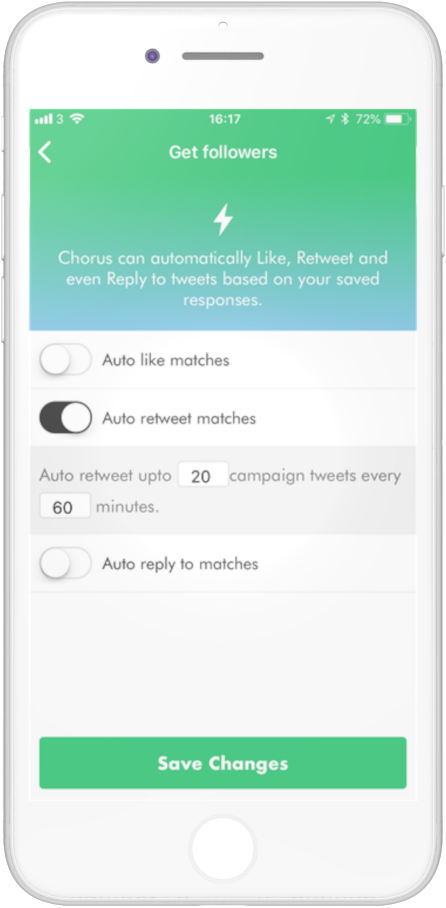 3 16:17 72%
Get followers
Chorus can automatically Like, Retweet and
even Reply to tweets based on your saved
responses.
Auto like matches
Auto retweet matches
Auto retweet upto 20 campaign tweets every
60 minutes.
Auto reply to matches
Save Changes